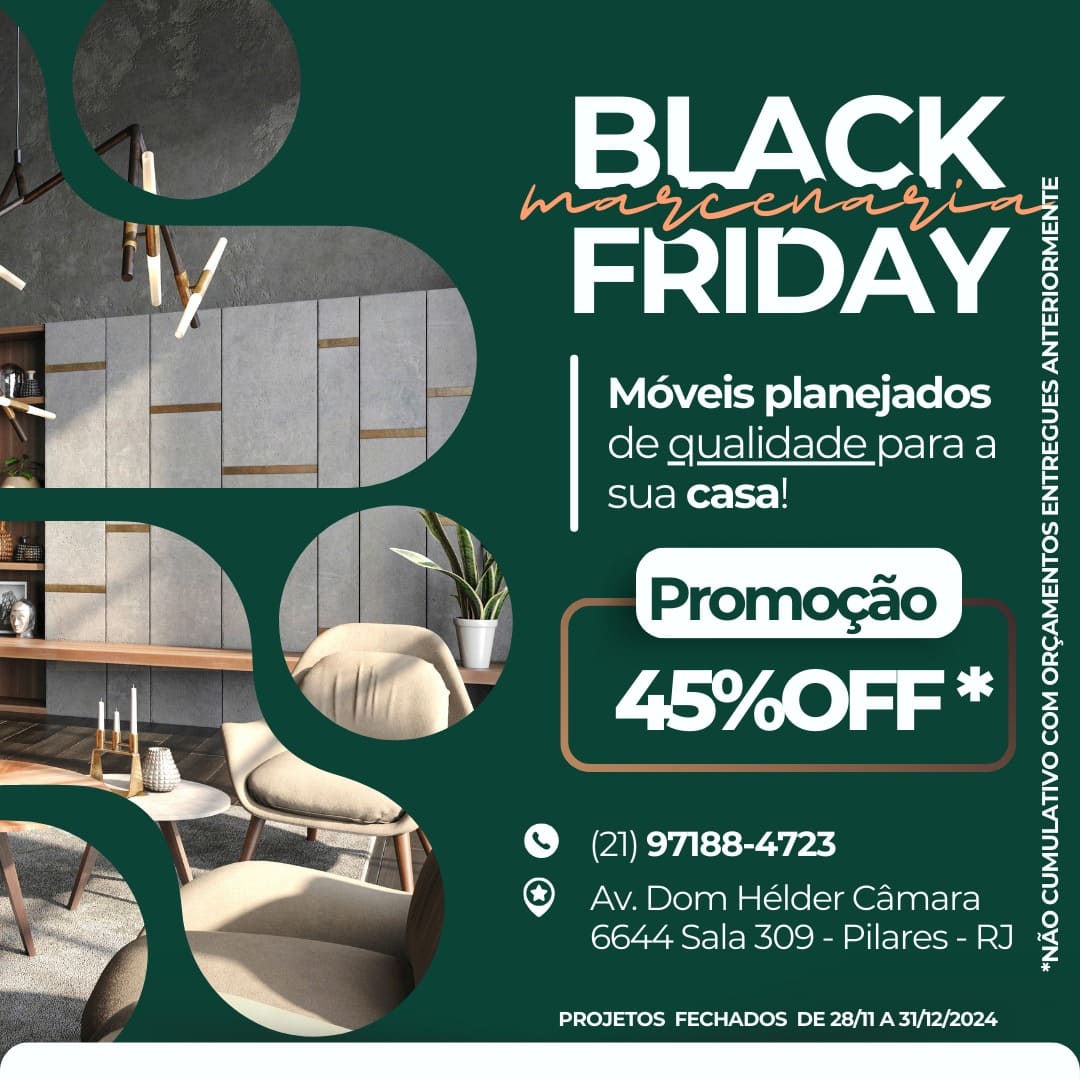 BLACK
marcenaria
FRIDAY
Móveis planejados
de qualidade para a
sua casa!
Promoção
45%OFF*
(21) 97188-4723
Av. Dom Hélder Câmara
6644 Sala 309 - Pilares - RJ
PROJETOS FECHADOS DE 28/11 A 31/12/2024
*NÃO CUMULATIVO COM ORÇAMENTOS ENTREGUES ANTERIORMENTE